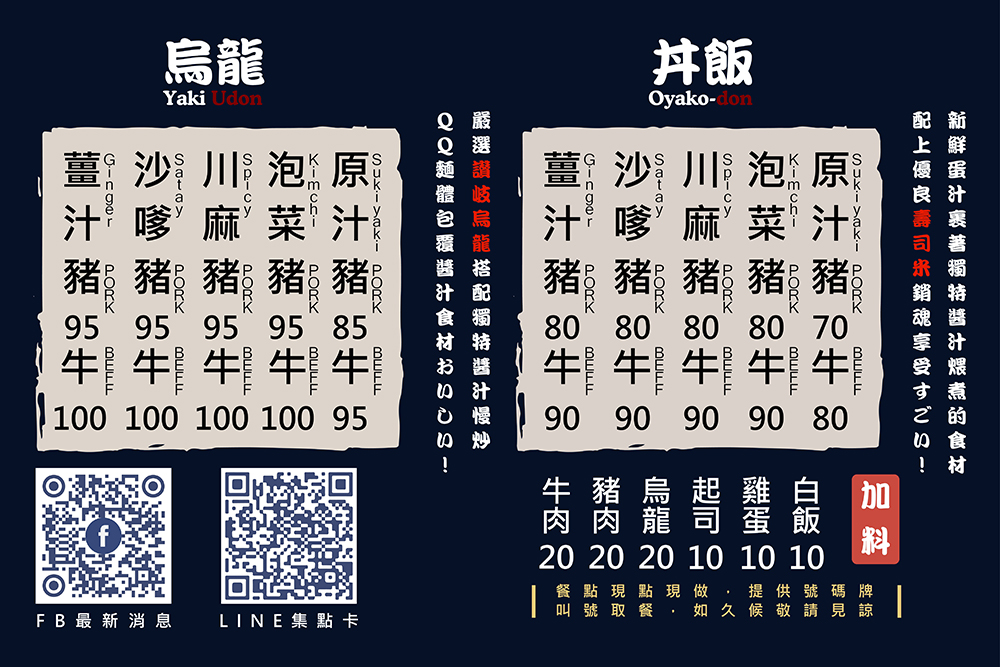 丼飯
Oyako-don
新鮮蛋汁裹著獨特醬汁煨煮的食材
配上優良壽司米銷魂享受すごい！
原汁 Sukiyaki
豬 PORK
70
牛 BEFF
80
泡菜 Kimchi
豬 PORK
80
牛 BEFF
90
川麻 Spicy
豬 PORK
80
牛 BEFF
90
沙嗲 Satay
豬 PORK
80
牛 BEFF
90
薑汁 Ginger
豬 PORK
80
牛 BEFF
90
加料
白飯 10
雞蛋 10
起司 10
烏龍 20
豬肉 20
牛肉 20
餐點現點現做，提供號碼牌
叫號取餐，如久候敬請見諒
烏龍
Yaki Udon
嚴選讚岐烏龍搭配獨特醬汁慢炒
QQ麵體包覆醬汁食材おいしい！
原汁 Sukiyaki
豬 PORK
85
牛 BEFF
95
泡菜 Kimchi
豬 PORK
95
牛 BEFF
100
川麻 Spicy
豬 PORK
95
牛 BEFF
100
沙嗲 Satay
豬 PORK
95
牛 BEFF
100
薑汁 Ginger
豬 PORK
95
牛 BEFF
100
f
FB最新消息
LINE集點卡